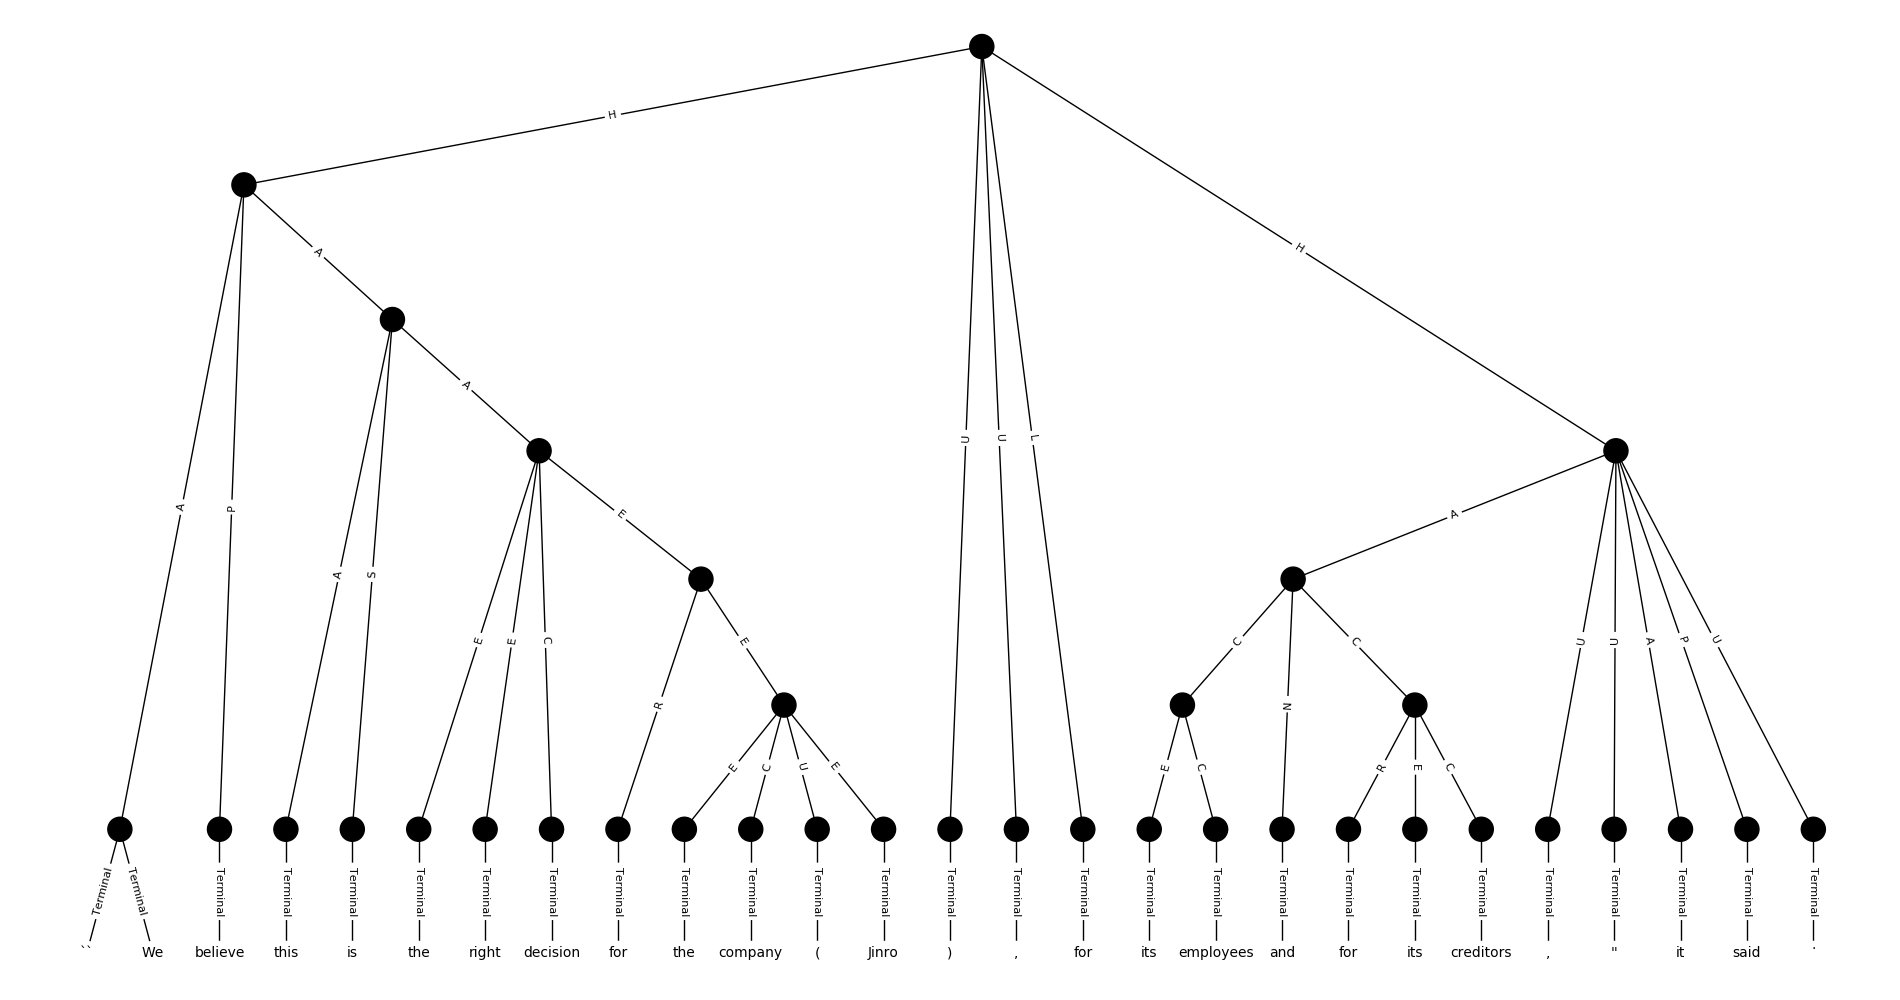 H
A
H
A
A P U U L
E A
A S
E E C C C U U A P U
R E C N C
E C U E E C R E C
Terminal Terminal Terminal Terminal Terminal Terminal Terminal Terminal Terminal Terminal Terminal Terminal Terminal Terminal Terminal Terminal Terminal Terminal Terminal Terminal Terminal Terminal Terminal Terminal Terminal Terminal Terminal
`` We believe this is the right decision for the company ( Jinro ) , for its employees and for its creditors , " it said .